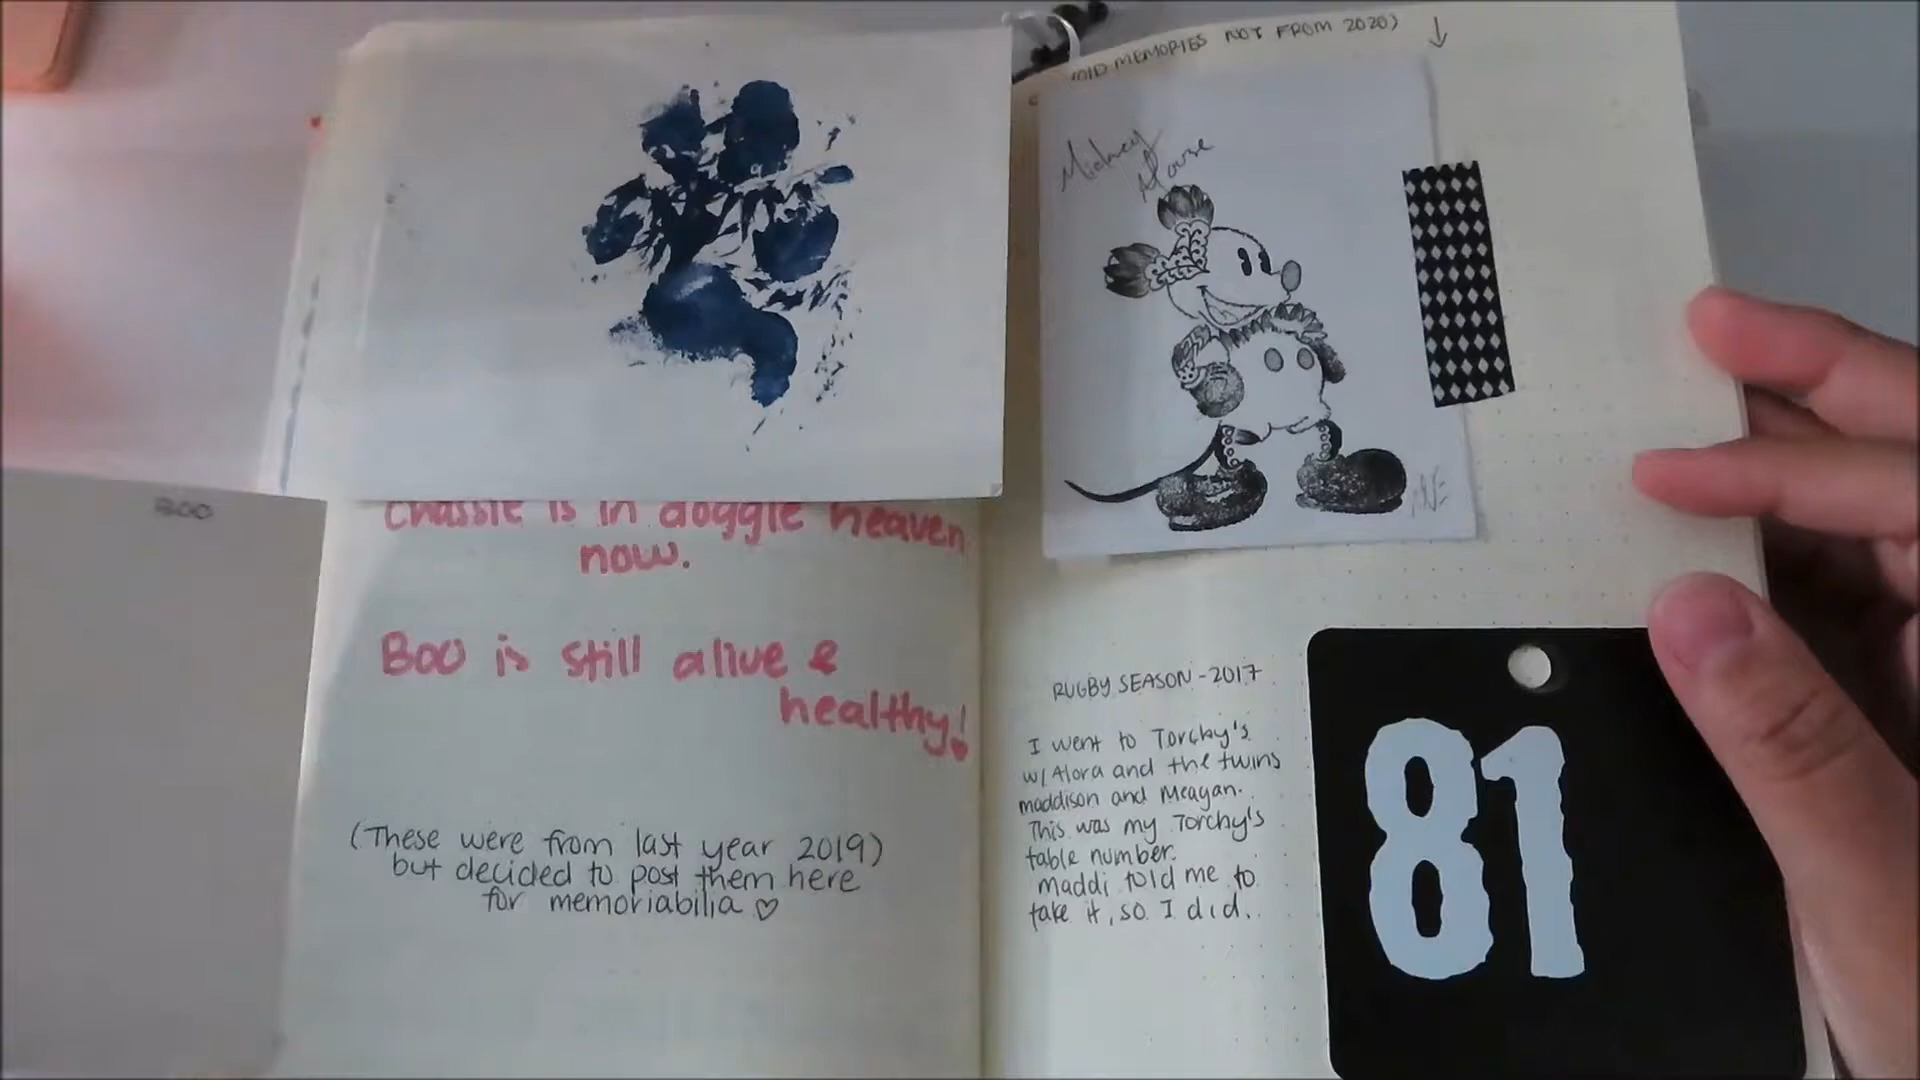 BOO
Chassie is in doggie heaven
now.
Boo is still alive &
healthy!
(These were from last year 2019)
but decided to post them here
for memoriabilia ♡
(OLD MEMORIES NOT FROM 2020) ↓
Mickey
Mouse
RUGBY SEASON - 2017
I went to Torchy's
w/ Alora and the twins
maddison and Meagan.
This was my Torchy's
table number.
maddi told me to
take it, so I did.
81